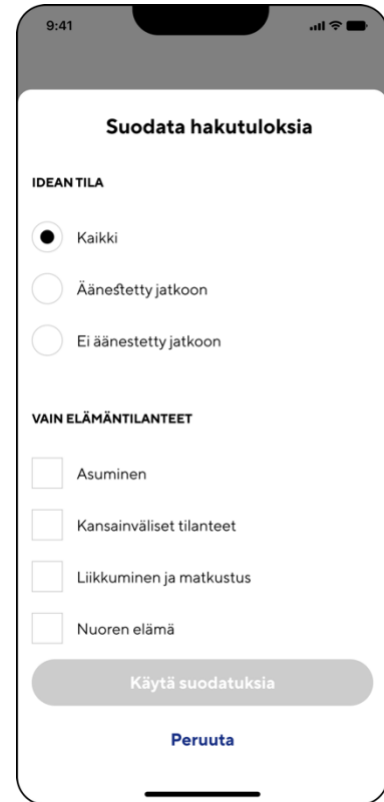 9:41
Suodata hakutuloksia
IDEAN TILA
Kaikki
Äänestetty jatkoon
Ei äänestetty jatkoon
VAIN ELÄMÄNTILANTEET
Asuminen
Kansainväliset tilanteet
Liikkuminen ja matkustus
Nuoren elämä
Käytä suodatuksia
Peruuta